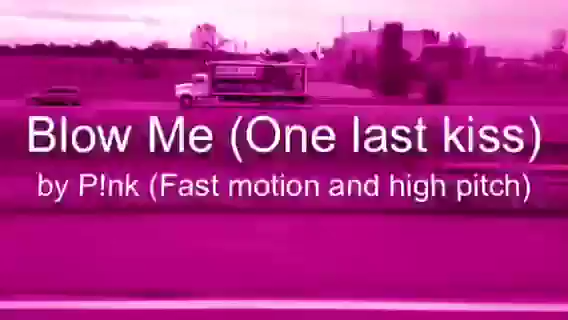 Blow Me (One last kiss)
by P!nk (Fast motion and high pitch)